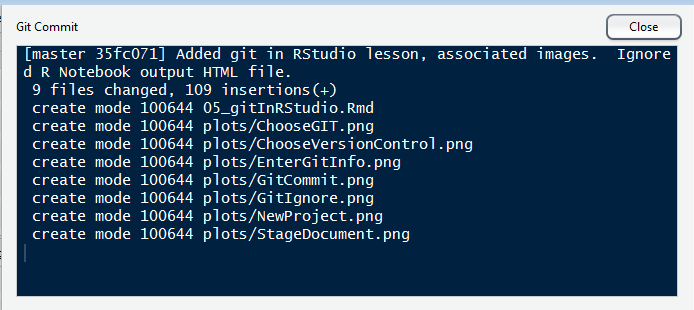 Git Commit
Close
[master 35fc071] Added git in RStudio lesson, associated images.  Ignore
d R Notebook output HTML file.
 9 files changed, 109 insertions(+)
 create mode 100644 05_gitInRStudio.Rmd
 create mode 100644 plots/ChooseGIT.png
 create mode 100644 plots/ChooseVersionControl.png
 create mode 100644 plots/EnterGitInfo.png
 create mode 100644 plots/GitCommit.png
 create mode 100644 plots/GitIgnore.png
 create mode 100644 plots/NewProject.png
 create mode 100644 plots/StageDocument.png